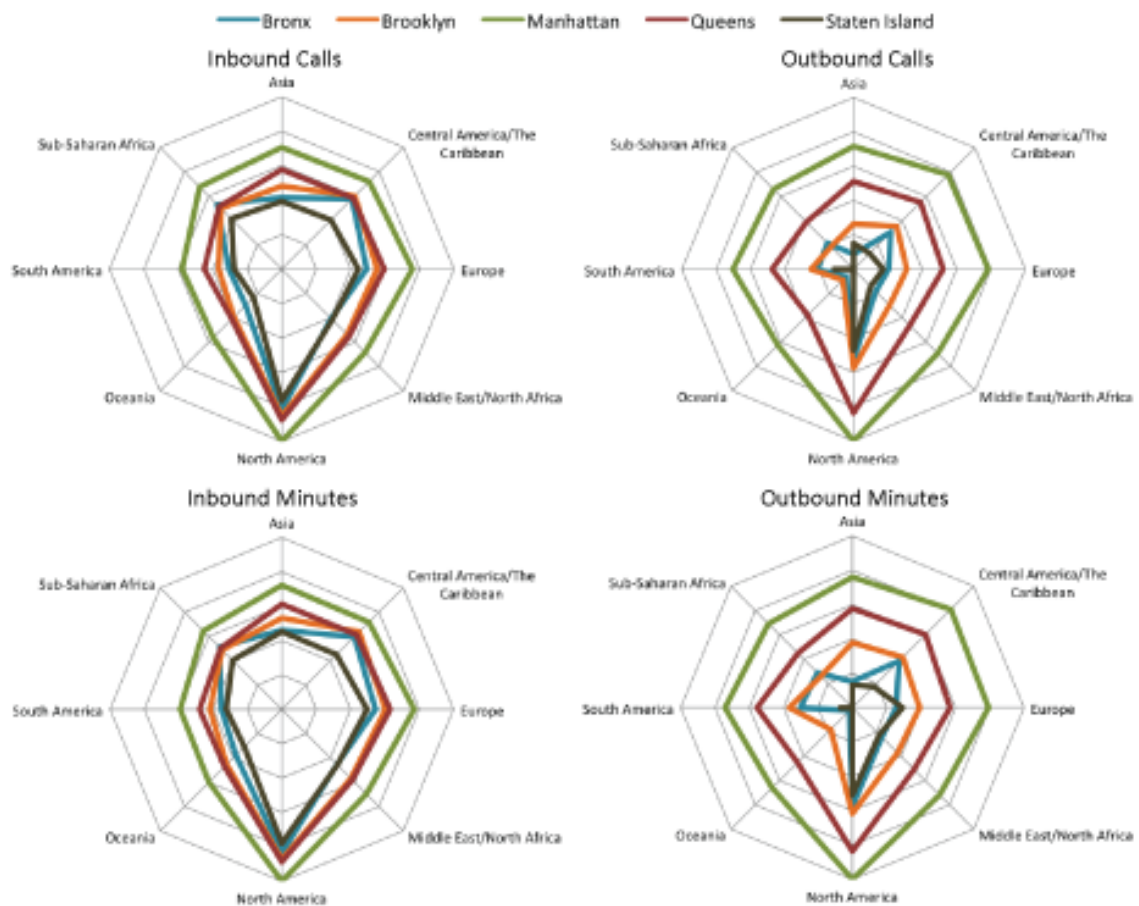 Bronx Brooklyn Manhattan Queens Staten Island
Inbound Calls
Asia
Central America/The
Caribbean
Europe
Middle East/North Africa
North America
Oceania
South America
Sub-Saharan Africa
Outbound Calls
Asia
Central America/The
Caribbean
Europe
Middle East/North Africa
North America
Oceania
South America
Sub-Saharan Africa
Inbound Minutes
Asia
Central America/The
Caribbean
Europe
Middle East/North Africa
North America
Oceania
South America
Sub-Saharan Africa
Outbound Minutes
Asia
Central America/The
Caribbean
Europe
Middle East/North Africa
North America
Oceania
South America
Sub-Saharan Africa